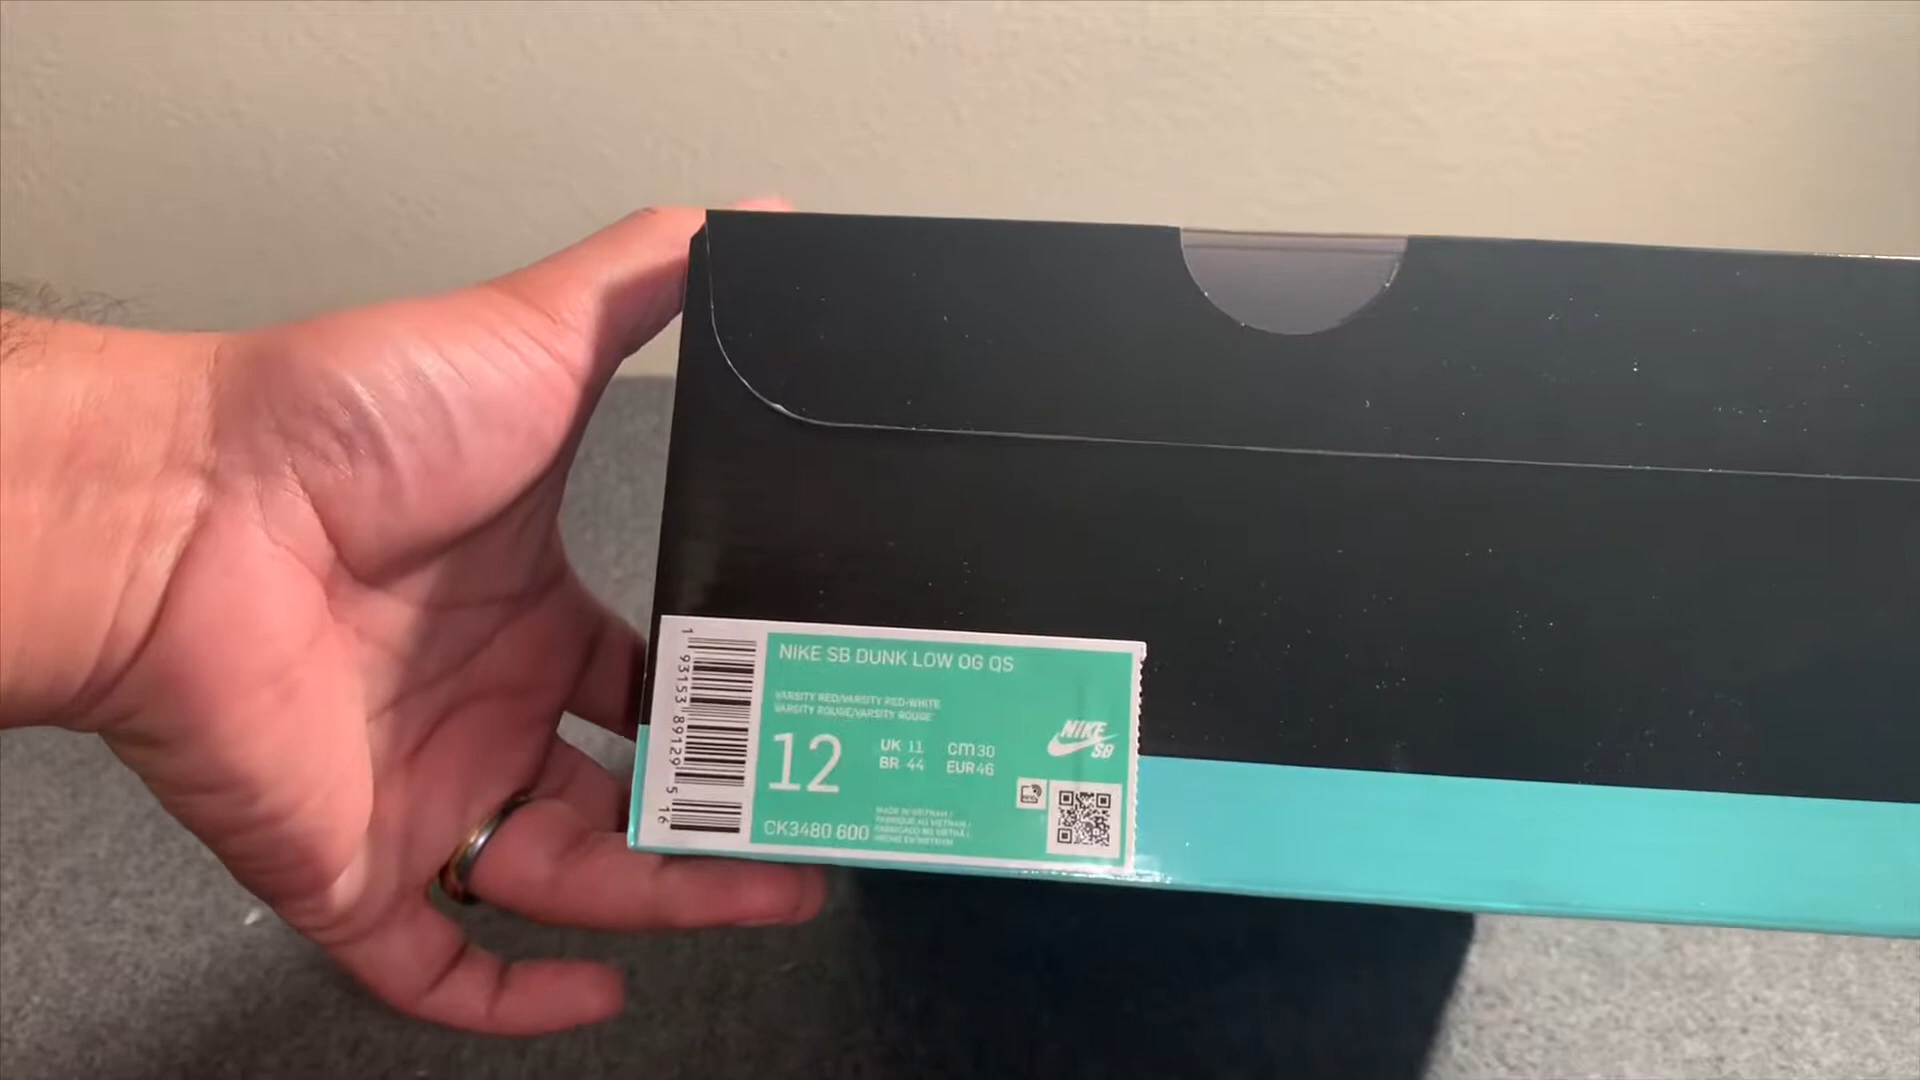 1 93153 89129 5 16
NIKE SB DUNK LOW OG QS
VARSITY RED/VARSITY RED-WHITE
VARSITY ROUGE/VARSITY ROUGE
12
UK 11 CM 30
BR 44 EUR 46
NIKE
SB
CK3480 600
MADE IN VIETNAM /
FABRIQUE AU VIETNAM /
FABRICADO NO VIETNÃ /
HECHO EN VIETNAM